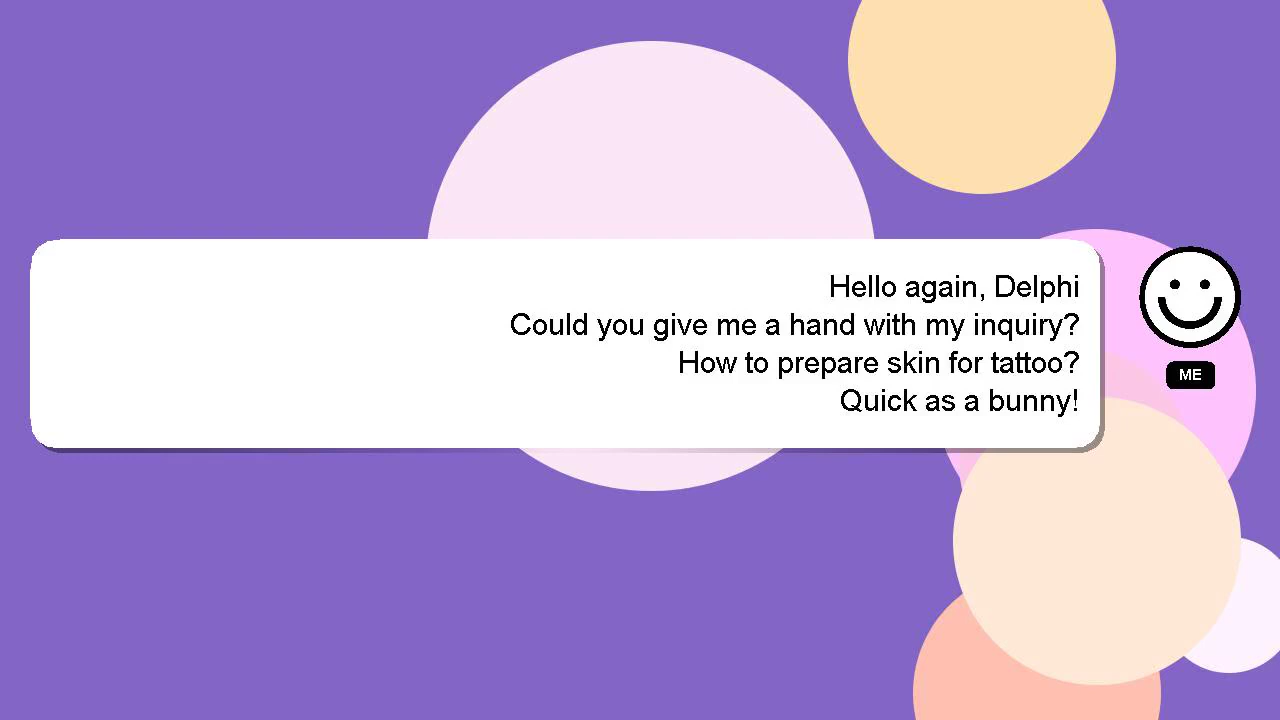 Hello again, Delphi
Could you give me a hand with my inquiry?
How to prepare skin for tattoo?
Quick as a bunny!
ME